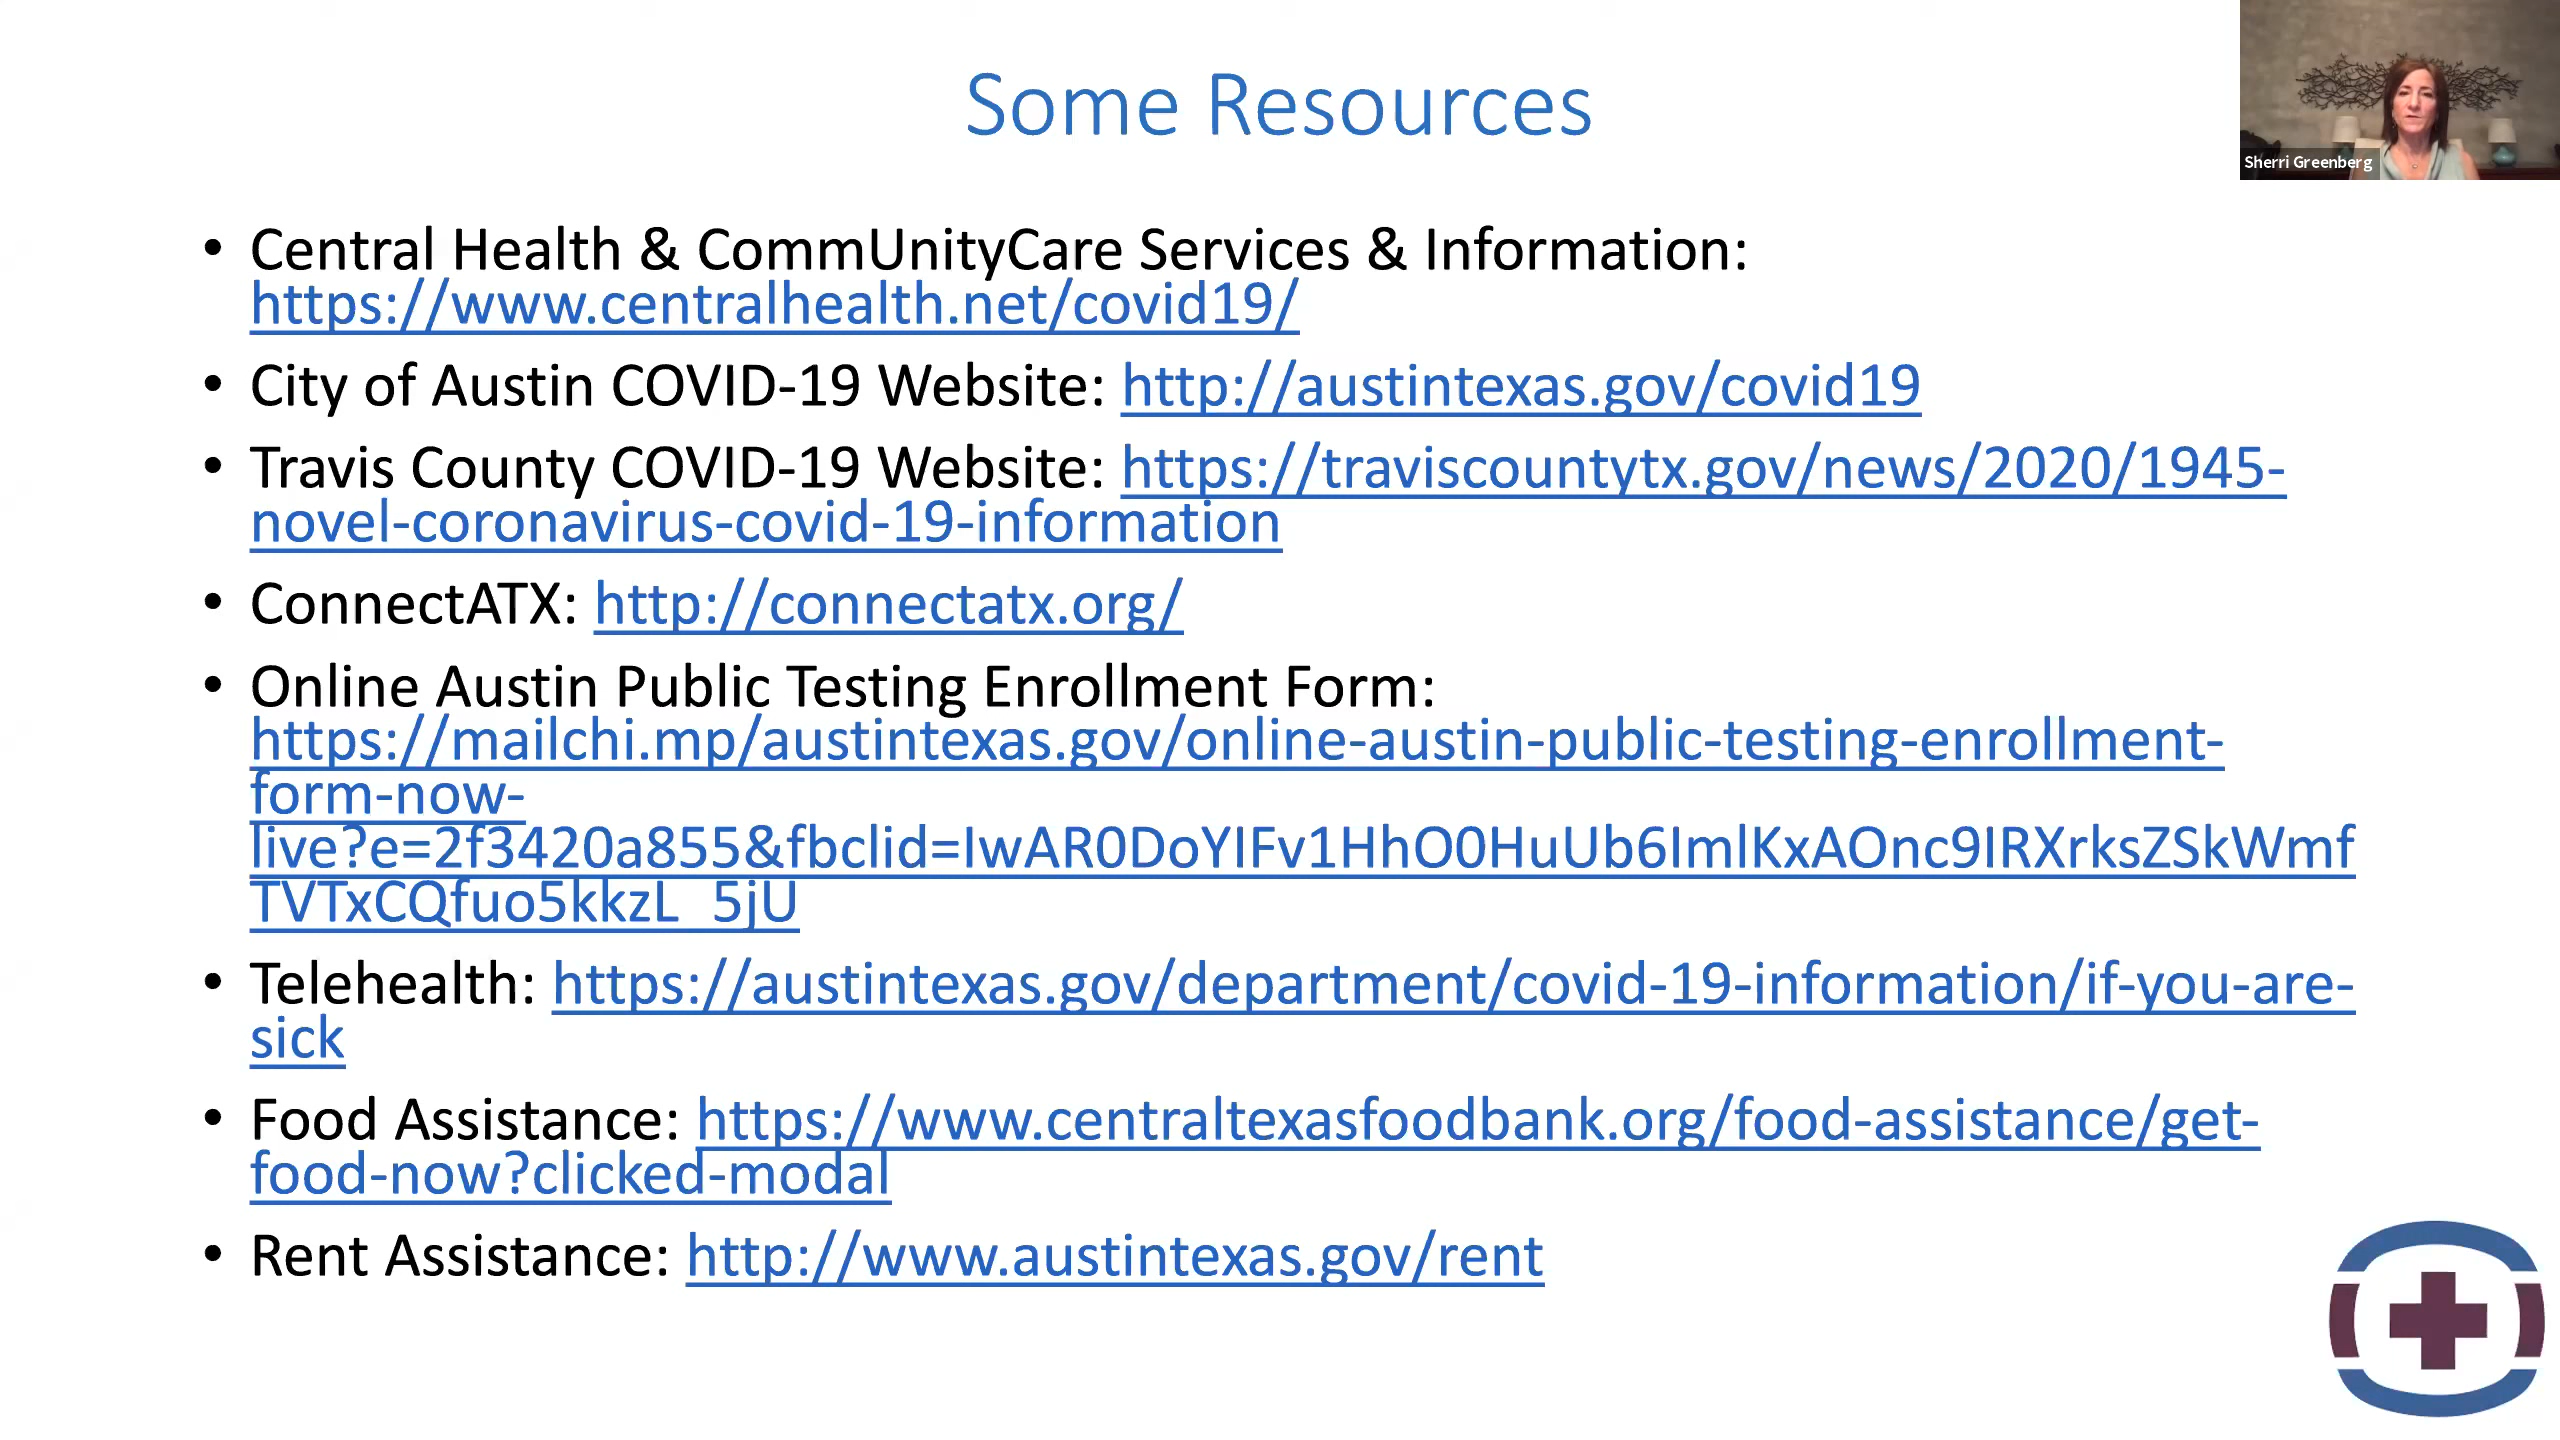 Some Resources
Sherri Greenberg
• Central Health & CommUnityCare Services & Information:
https://www.centralhealth.net/covid19/
• City of Austin COVID-19 Website: http://austintexas.gov/covid19
• Travis County COVID-19 Website: https://traviscountytx.gov/news/2020/1945-
novel-coronavirus-covid-19-information
• ConnectATX: http://connectatx.org/
• Online Austin Public Testing Enrollment Form:
https://mailchi.mp/austintexas.gov/online-austin-public-testing-enrollment-
form-now-
live?e=2f3420a855&fbclid=IwAR0DoYIFv1HhO0HuUb6ImlKxAOnc9IRXrksZSkWmf
TVTxCQfuo5kkzL_5jU
• Telehealth: https://austintexas.gov/department/covid-19-information/if-you-are-
sick
• Food Assistance: https://www.centraltexasfoodbank.org/food-assistance/get-
food-now?clicked-modal
• Rent Assistance: http://www.austintexas.gov/rent